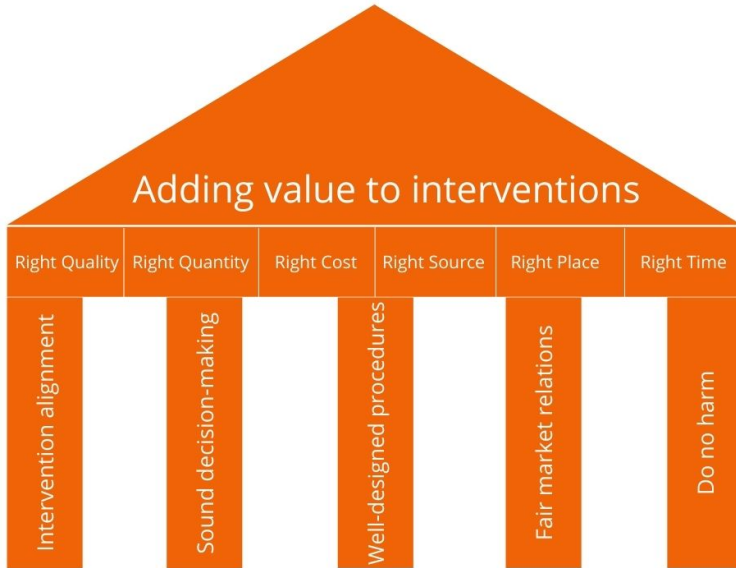 Adding value to interventions
Right Quality
Right Quantity
Right Cost
Right Source
Right Place
Right Time
Intervention alignment
Sound decision-making
Well-designed procedures
Fair market relations
Do no harm